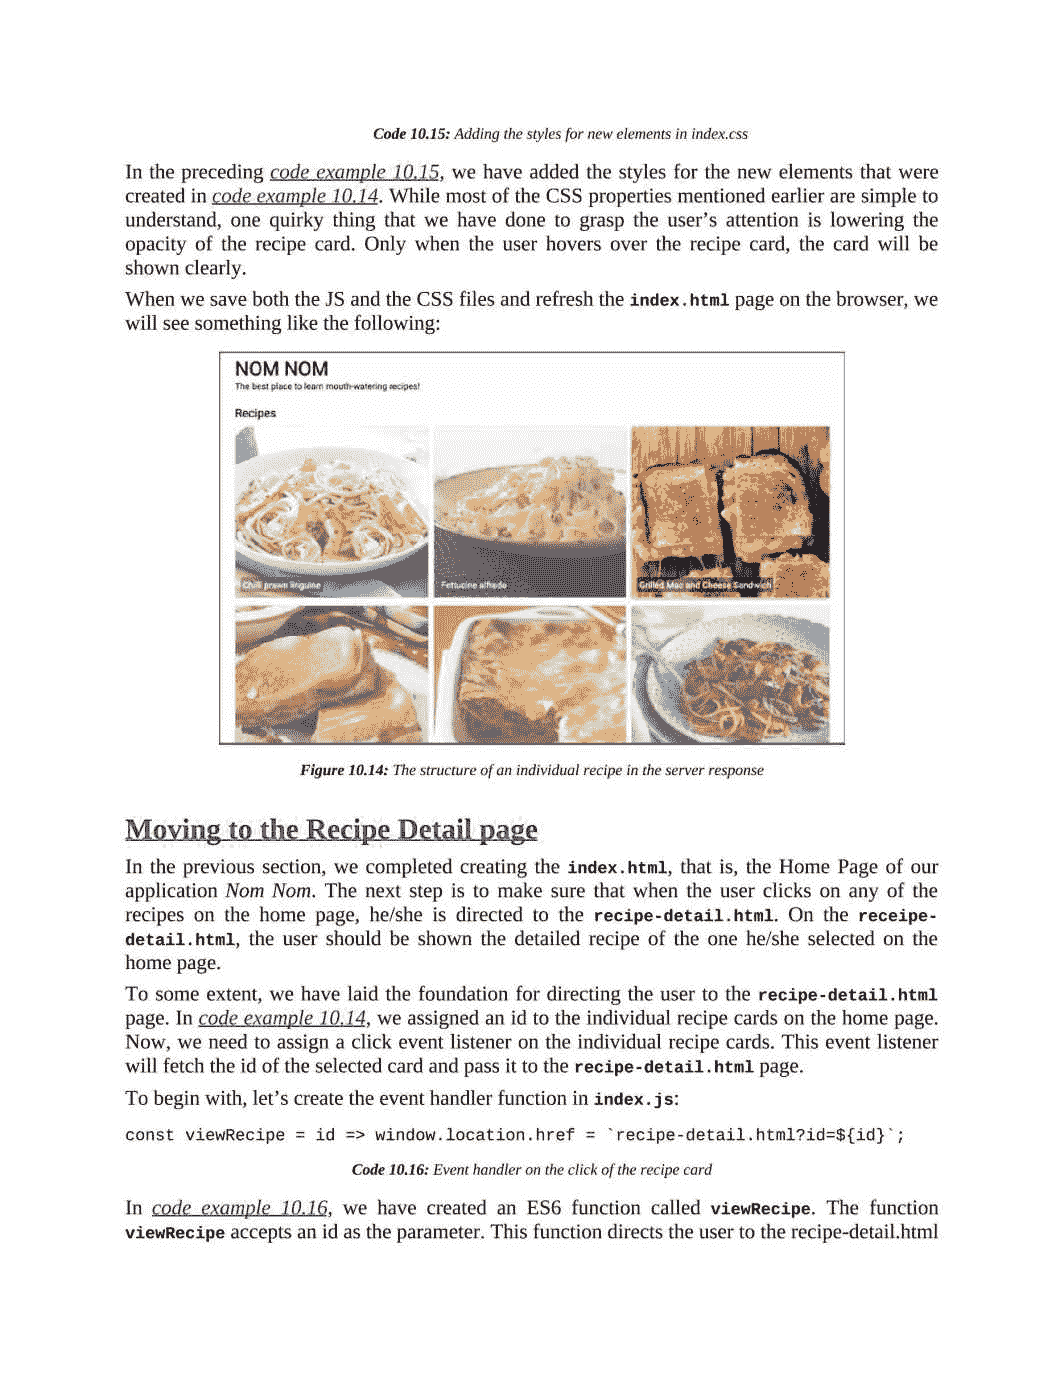 Code 10.15: Adding the styles for new elements in index.css
In the preceding code example 10.15, we have added the styles for the new elements that were
created in code example 10.14. While most of the CSS properties mentioned earlier are simple to
understand, one quirky thing that we have done to grasp the user’s attention is lowering the
opacity of the recipe card. Only when the user hovers over the recipe card, the card will be
shown clearly.
When we save both the JS and the CSS files and refresh the index.html page on the browser, we
will see something like the following:
NOM NOM
The best place to learn mouth-watering recipes!
Recipes
Chili prawn linguine
Fettucine alfredo
Grilled Mac and Cheese Sandwich
Figure 10.14: The structure of an individual recipe in the server response
Moving to the Recipe Detail page
In the previous section, we completed creating the index.html, that is, the Home Page of our
application Nom Nom. The next step is to make sure that when the user clicks on any of the
recipes on the home page, he/she is directed to the recipe-detail.html. On the receipe-
detail.html, the user should be shown the detailed recipe of the one he/she selected on the
home page.
To some extent, we have laid the foundation for directing the user to the recipe-detail.html
page. In code example 10.14, we assigned an id to the individual recipe cards on the home page.
Now, we need to assign a click event listener on the individual recipe cards. This event listener
will fetch the id of the selected card and pass it to the recipe-detail.html page.
To begin with, let’s create the event handler function in index.js:
const viewRecipe = id => window.location.href = `recipe-detail.html?id=${id}`;
Code 10.16: Event handler on the click of the recipe card
In code example 10.16, we have created an ES6 function called viewRecipe. The function
viewRecipe accepts an id as the parameter. This function directs the user to the recipe-detail.html